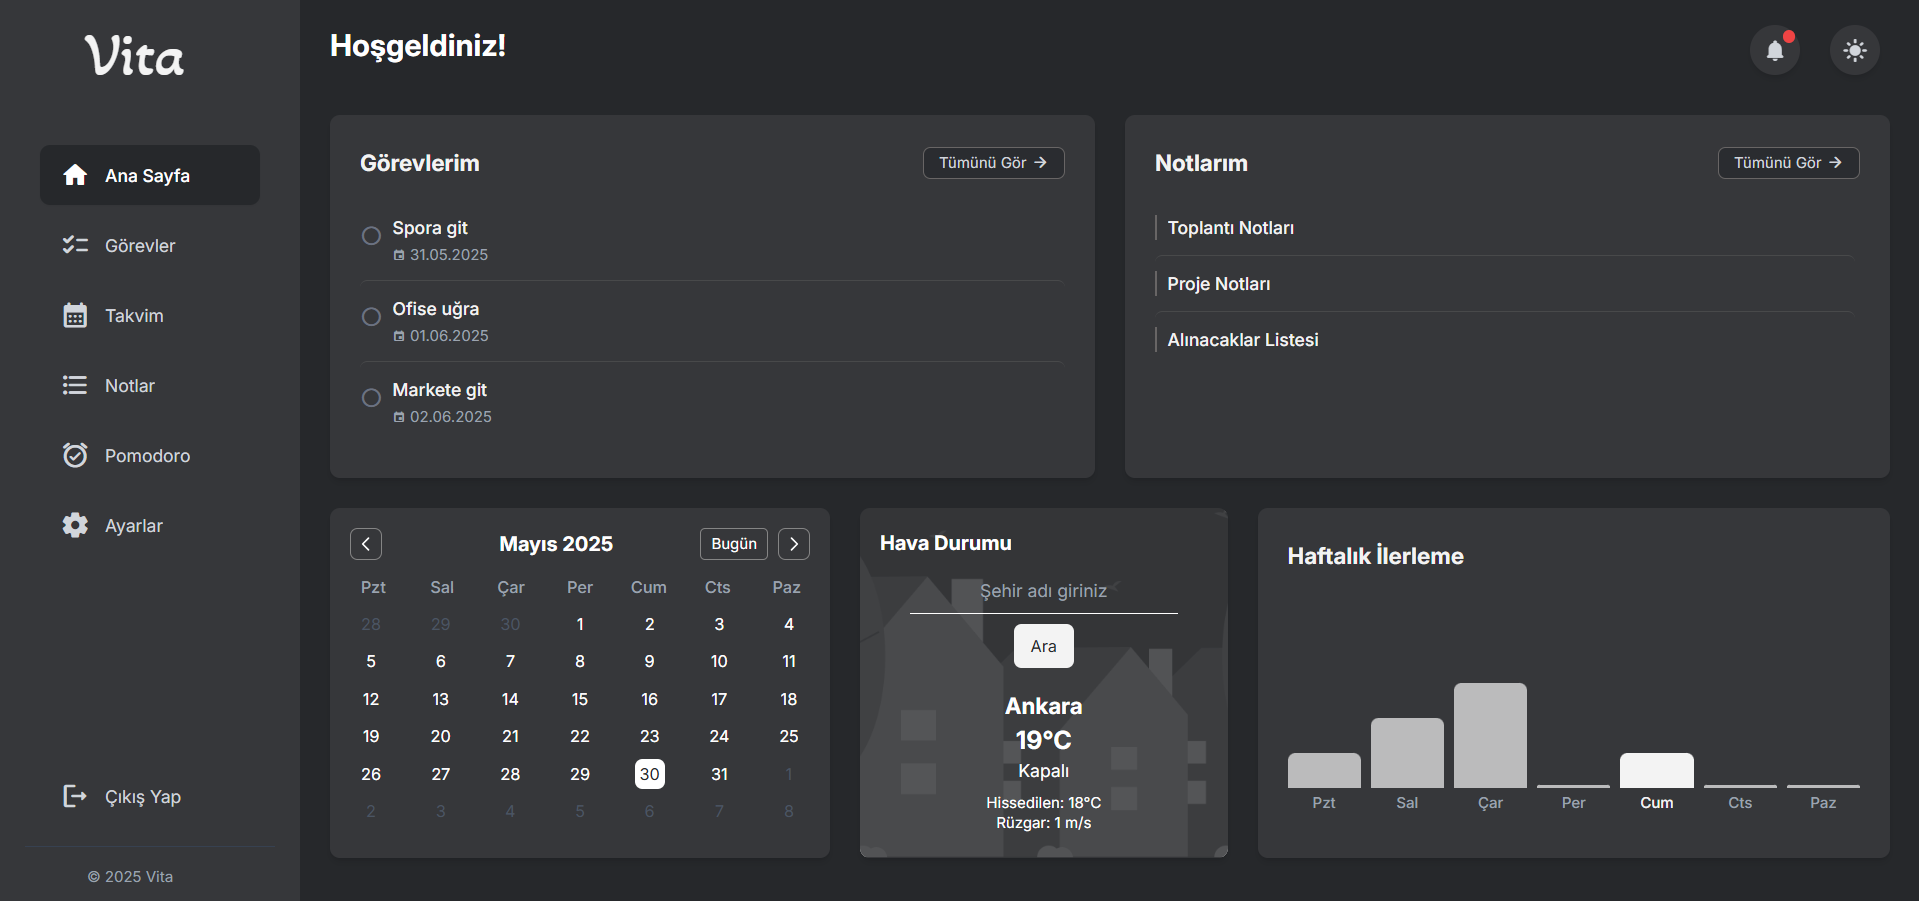 Vita
Ana Sayfa
Görevler
Takvim
Notlar
Pomodoro
Ayarlar
Çıkış Yap
© 2025 Vita
Hoşgeldiniz!
Görevlerim
Tümünü Gör →
Spora git
31.05.2025
Ofise uğra
01.06.2025
Markete git
02.06.2025
Notlarım
Tümünü Gör →
Toplantı Notları
Proje Notları
Alınacaklar Listesi
Mayıs 2025 Bugün
Pzt Sal Çar Per Cum Cts Paz
28 29 30 1 2 3 4
5 6 7 8 9 10 11
12 13 14 15 16 17 18
19 20 21 22 23 24 25
26 27 28 29 30 31 1
2 3 4 5 6 7 8
Hava Durumu
Şehir adı giriniz
Ara
Ankara
19°C
Kapalı
Hissedilen: 18°C
Rüzgar: 1 m/s
Haftalık İlerleme
Pzt Sal Çar Per Cum Cts Paz